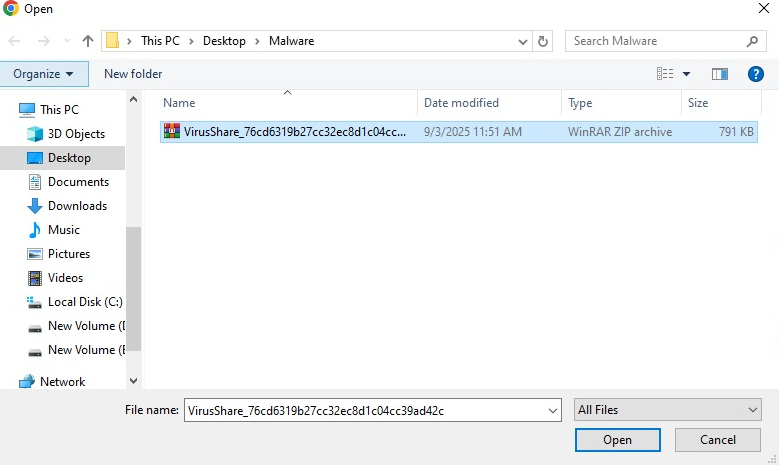 Open
This PC > Desktop > Malware
Search Malware
Organize
New folder
Name
Date modified
Type
Size
This PC
3D Objects
Desktop
Documents
Downloads
Music
Pictures
Videos
Local Disk (C:)
New Volume (D
New Volume (E
Network
VirusShare_76cd6319b27cc32ec8d1c04cc... 9/3/2025 11:51 AM WinRAR ZIP archive 791 KB
File name: VirusShare_76cd6319b27cc32ec8d1c04cc39ad42c
All Files
Open
Cancel